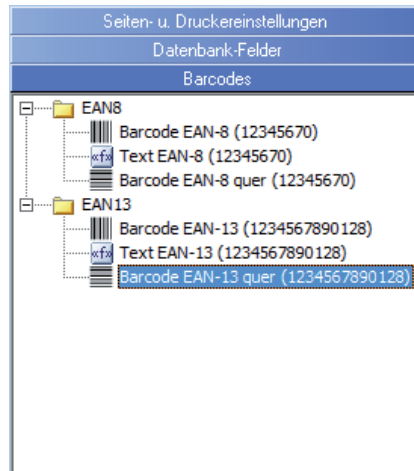 Seiten- u. Druckereinstellungen
Datenbank-Felder
Barcodes
EAN8
Barcode EAN-8 (12345670)
«f» Text EAN-8 (12345670)
Barcode EAN-8 quer (12345670)
EAN13
Barcode EAN-13 (1234567890128)
«f» Text EAN-13 (1234567890128)
Barcode EAN-13 quer (1234567890128)